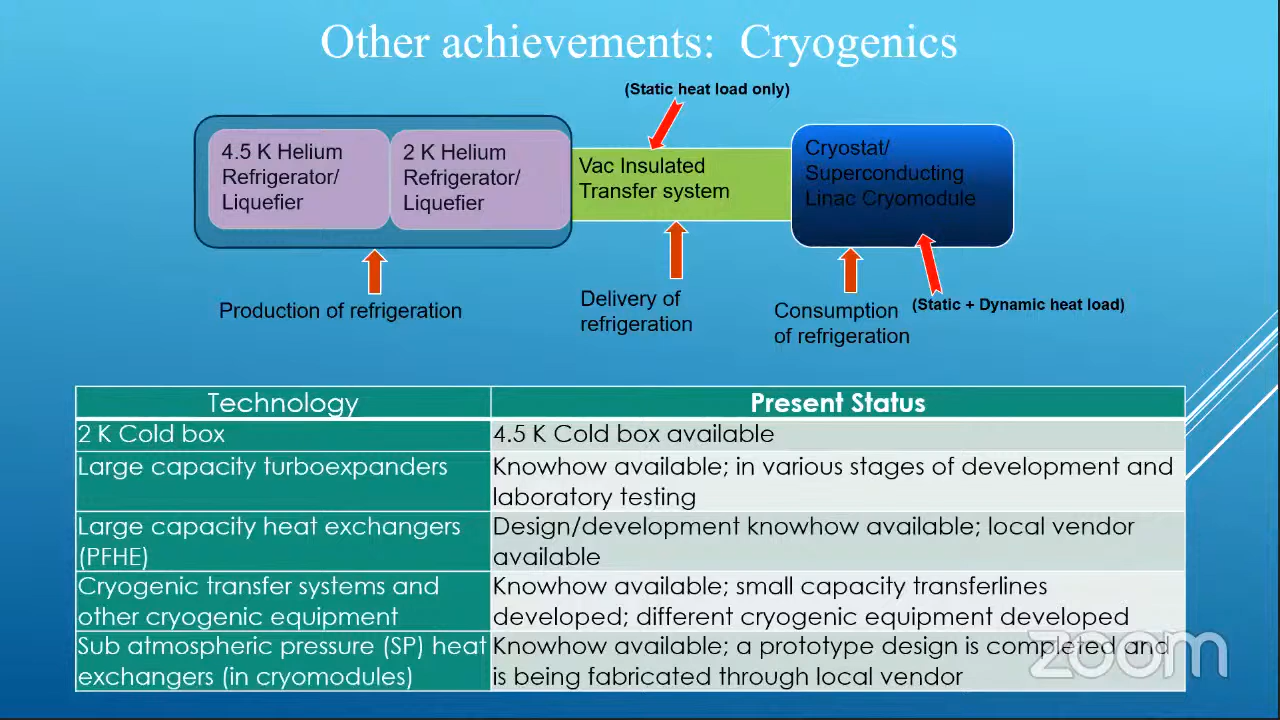 Other achievements: Cryogenics
(Static heat load only)
4.5 K Helium
Refrigerator/
Liquefier
2 K Helium
Refrigerator/
Liquefier
Vac Insulated
Transfer system
Cryostat/
Superconducting
Linac Cryomodule
Production of refrigeration
Delivery of
refrigeration
Consumption
of refrigeration
(Static + Dynamic heat load)
Technology
Present Status
2 K Cold box
4.5 K Cold box available
Large capacity turboexpanders
Knowhow available; in various stages of development and
laboratory testing
Large capacity heat exchangers
(PFHE)
Design/development knowhow available; local vendor
available
Cryogenic transfer systems and
other cryogenic equipment
Knowhow available; small capacity transferlines
developed; different cryogenic equipment developed
Sub atmospheric pressure (SP) heat
exchangers (in cryomodules)
Knowhow available; a prototype design is completed and
is being fabricated through local vendor
zoom